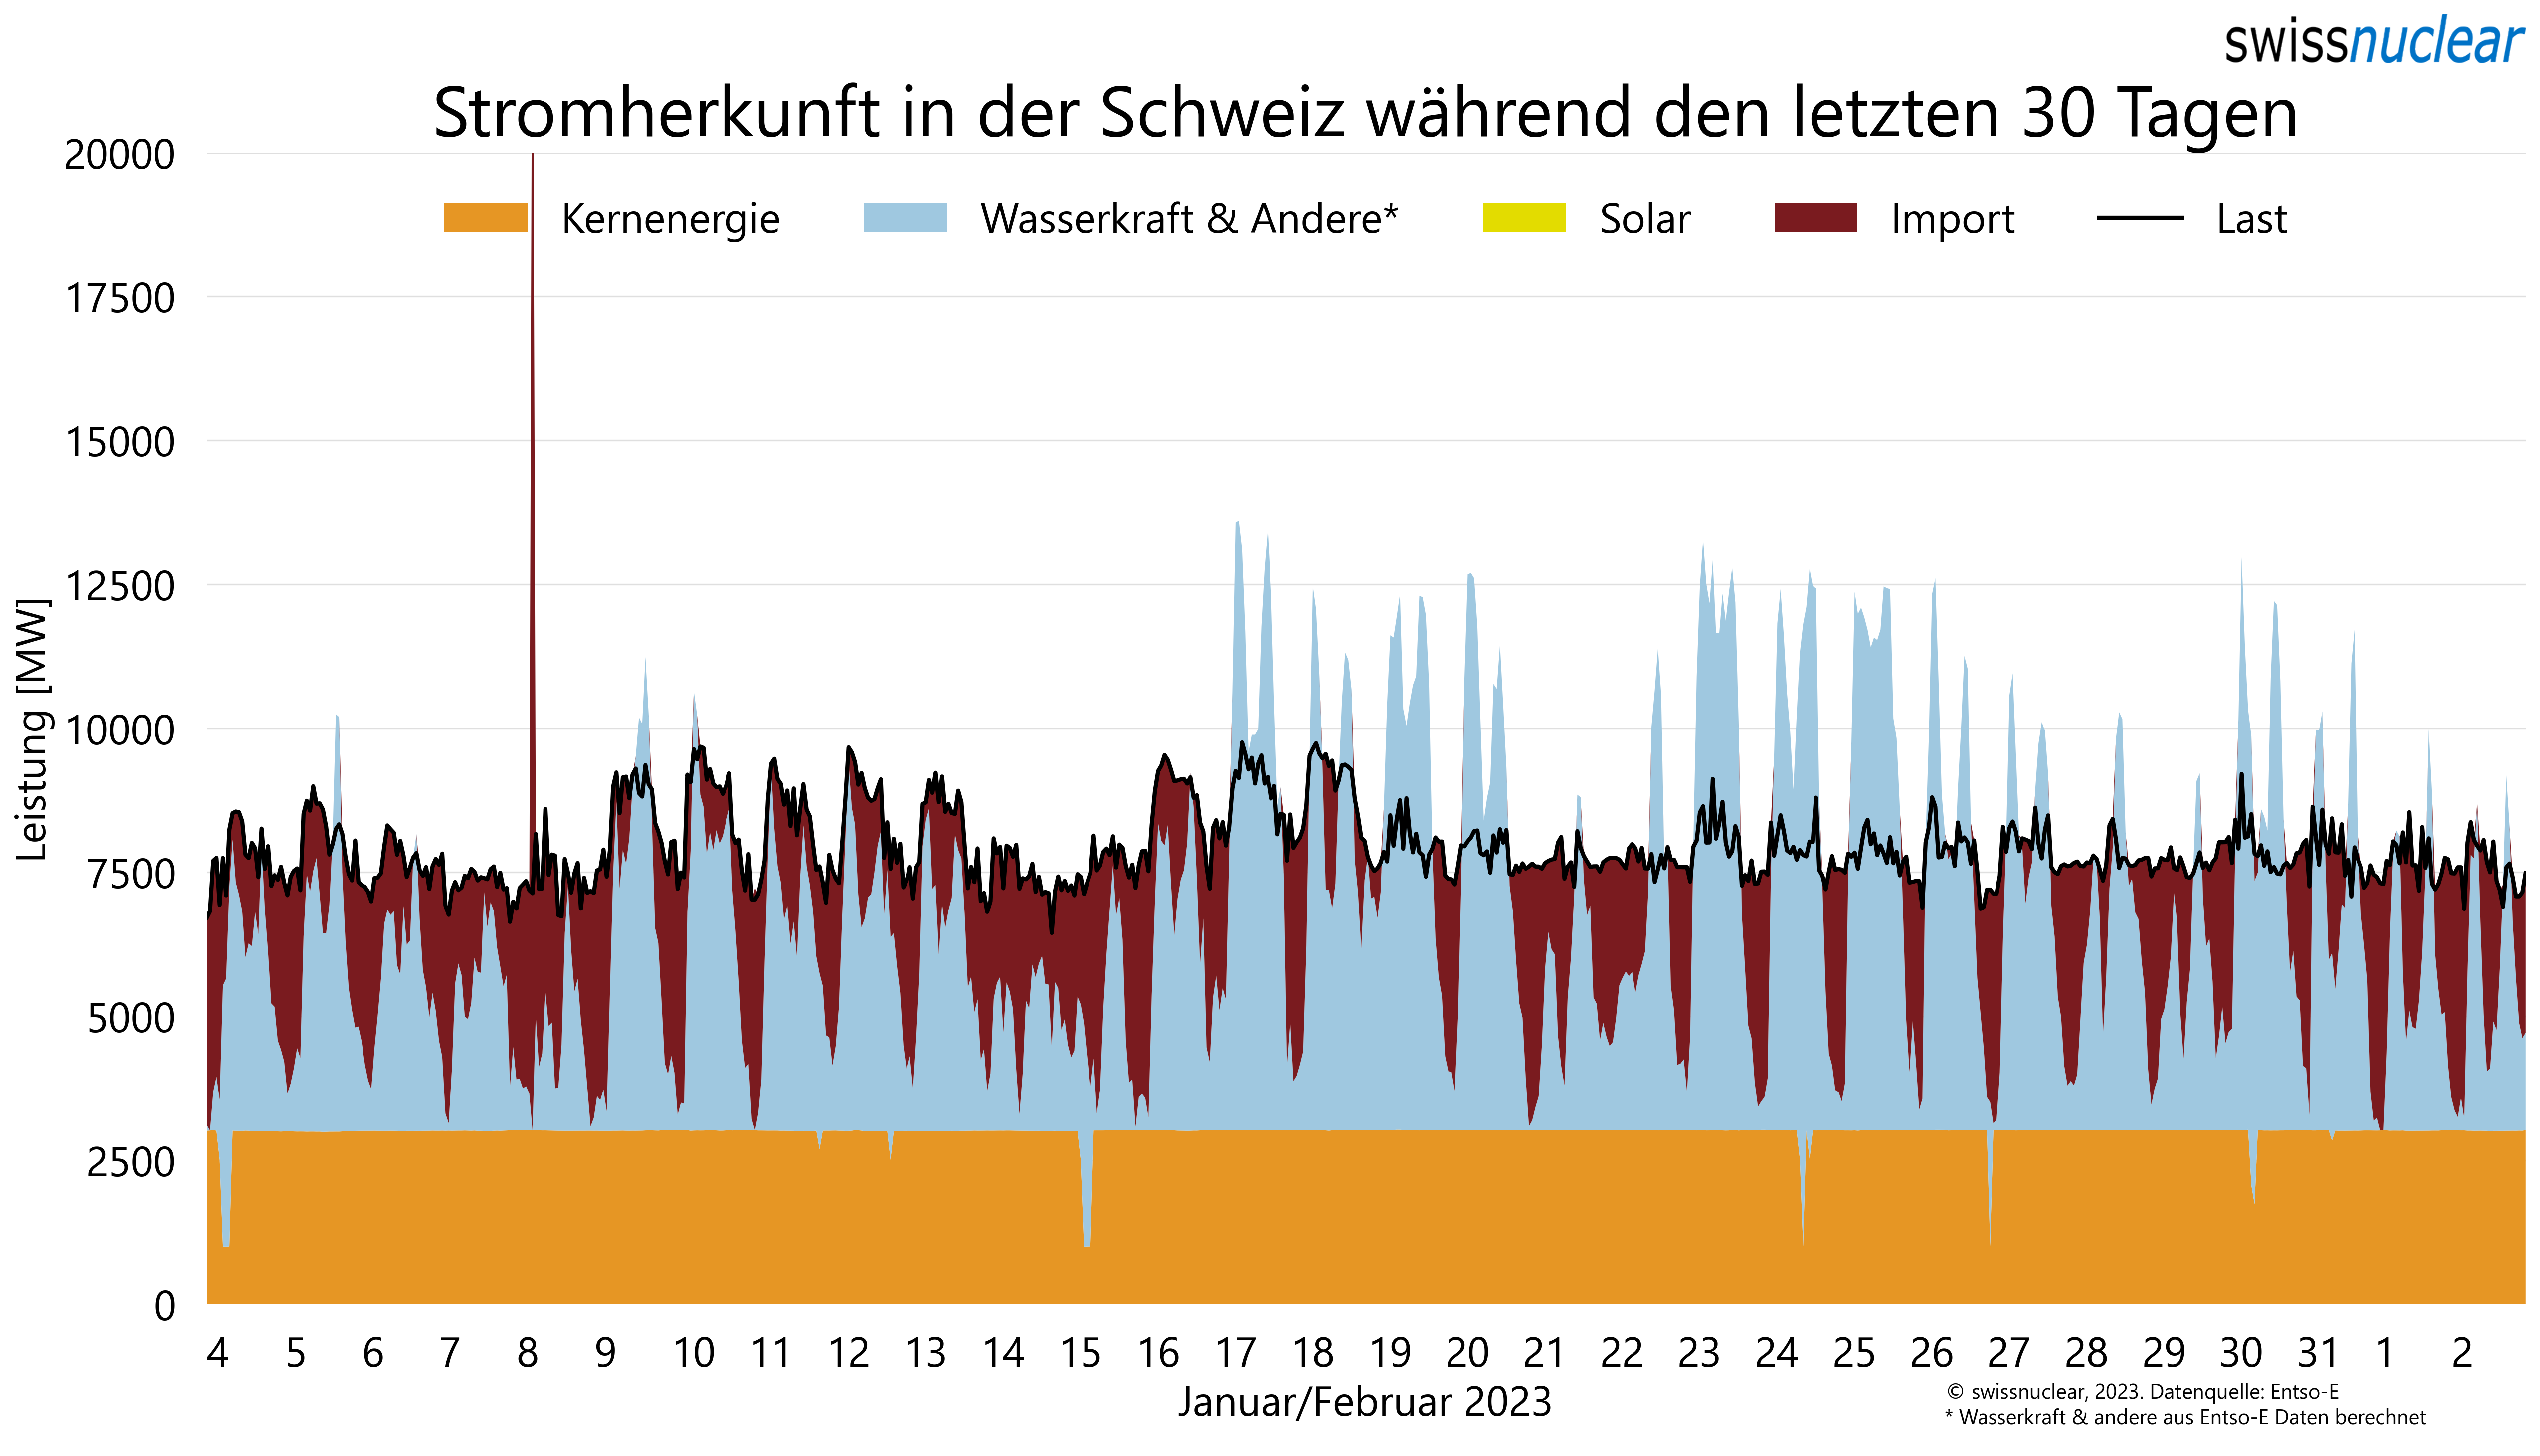 swissnuclear
Stromherkunft in der Schweiz während den letzten 30 Tagen
Kernenergie Wasserkraft & Andere* Solar Import Last
20000
17500
15000
12500
10000
7500
5000
2500
0
Leistung [MW]
4 5 6 7 8 9 10 11 12 13 14 15 16 17 18 19 20 21 22 23 24 25 26 27 28 29 30 31 1 2
Januar/Februar 2023
© swissnuclear, 2023. Datenquelle: Entso-E
* Wasserkraft & andere aus Entso-E Daten berechnet